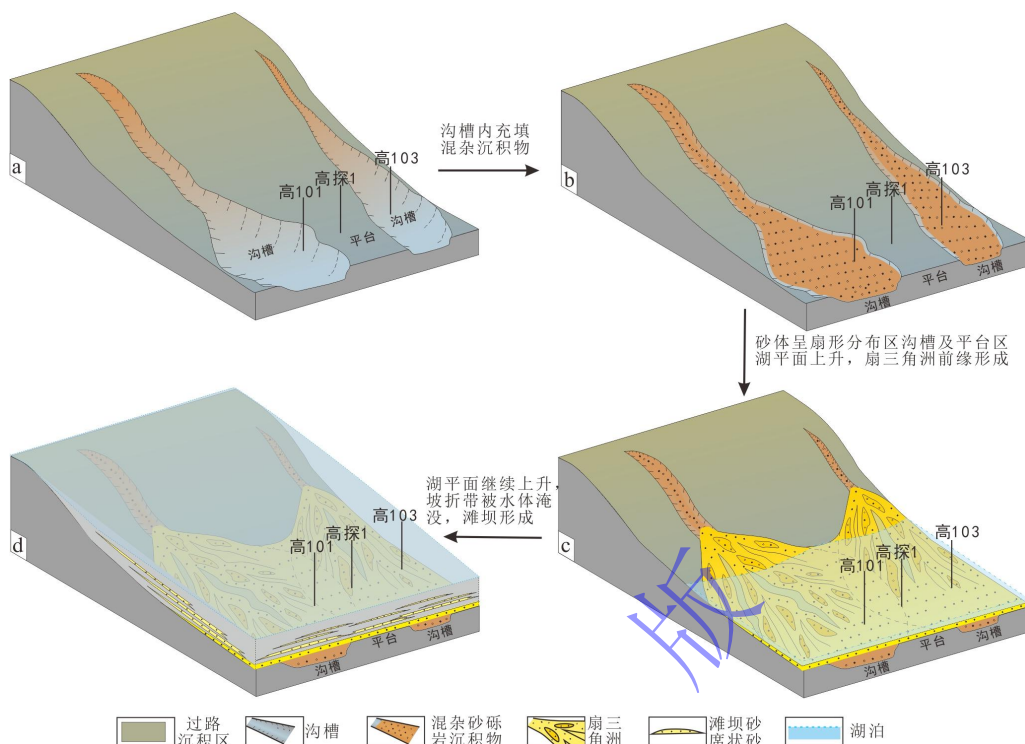 a
高101
高探1
高103
沟槽
平台
沟槽
沟槽内充填
混杂沉积物
b
高101
高探1
高103
沟槽
平台
沟槽
砂体呈扇形分布区沟槽及平台区
湖平面上升，扇三角洲前缘形成
d
高101
高探1
高103
沟槽
平台
沟槽
湖平面继续上升，
坡折带被水体淹
没，滩坝形成
c
高101
高探1
高103
沟槽
平台
沟槽
过路
沉积区
沟槽
混杂砂砾
岩沉积物
扇三
角洲
滩坝砂
席状砂
湖泊